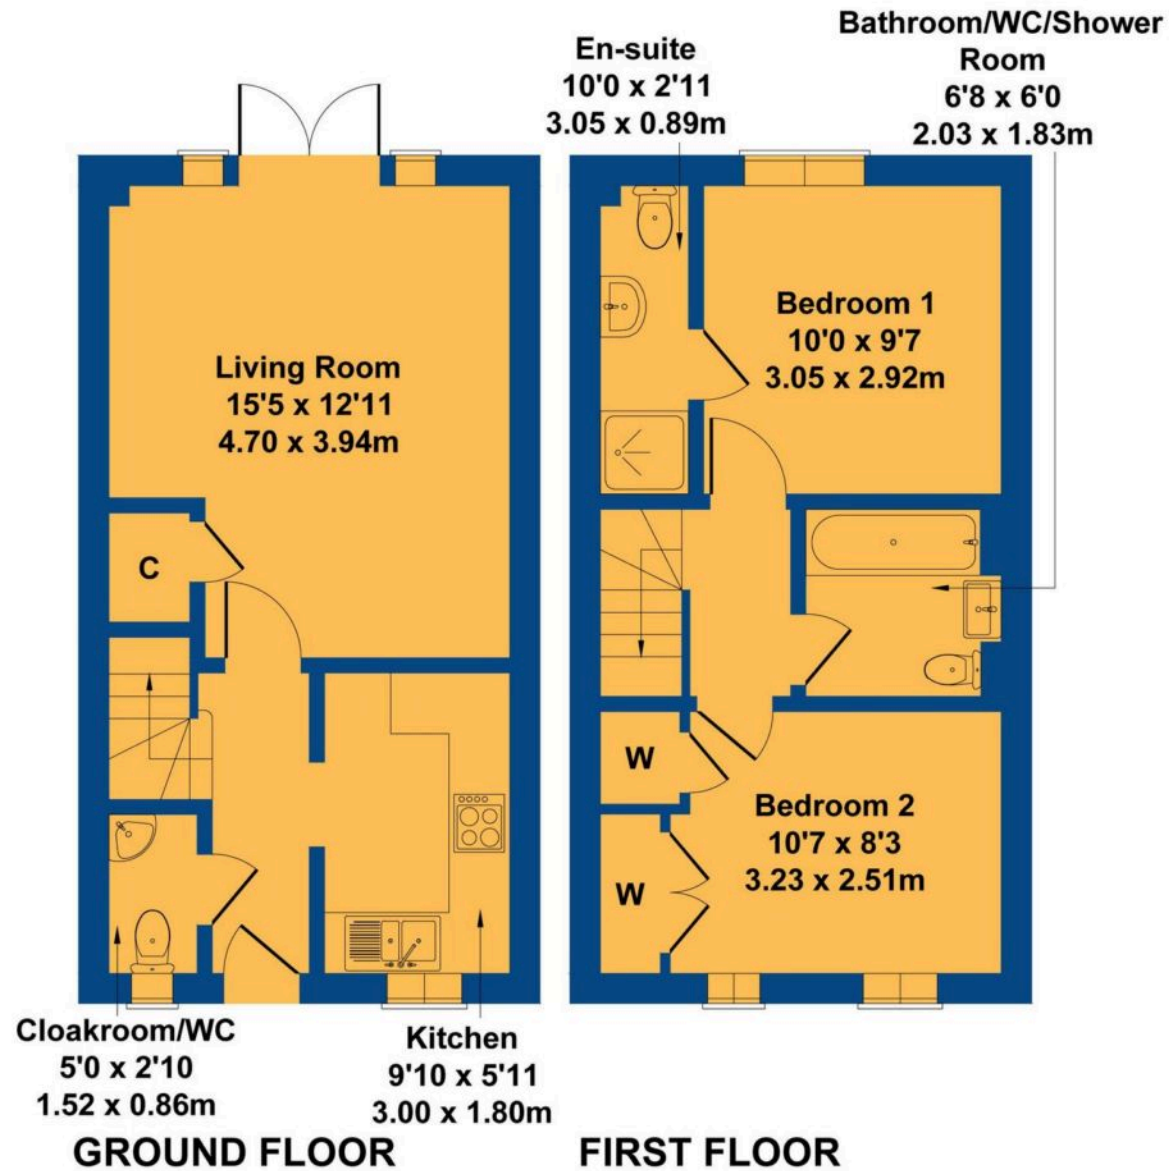 En-suite
10'0 x 2'11
3.05 x 0.89m
Bathroom/WC/Shower
Room
6'8 x 6'0
2.03 x 1.83m
Living Room
15'5 x 12'11
4.70 x 3.94m
C
Cloakroom/WC
5'0 x 2'10
1.52 x 0.86m
Kitchen
9'10 x 5'11
3.00 x 1.80m
GROUND FLOOR
Bedroom 1
10'0 x 9'7
3.05 x 2.92m
W
Bedroom 2
10'7 x 8'3
3.23 x 2.51m
W
FIRST FLOOR